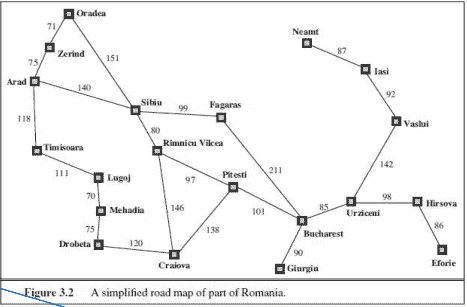 Oradea
71
Neamt
Zerind
87
151
75
Iasi
Arad
140
92
Sibiu
99
Fagaras
118
80
Vaslui
Timisoara
Rimnicu Vilcea
111
Lugoj
97
Pitesti
211
142
70
98
Hirsova
Mehadia
146
101
85
Urziceni
75
138
86
Bucharest
Drobeta
120
90
Craiova
Giurgiu
Eforie
Figure 3.2 A simplified road map of part of Romania.